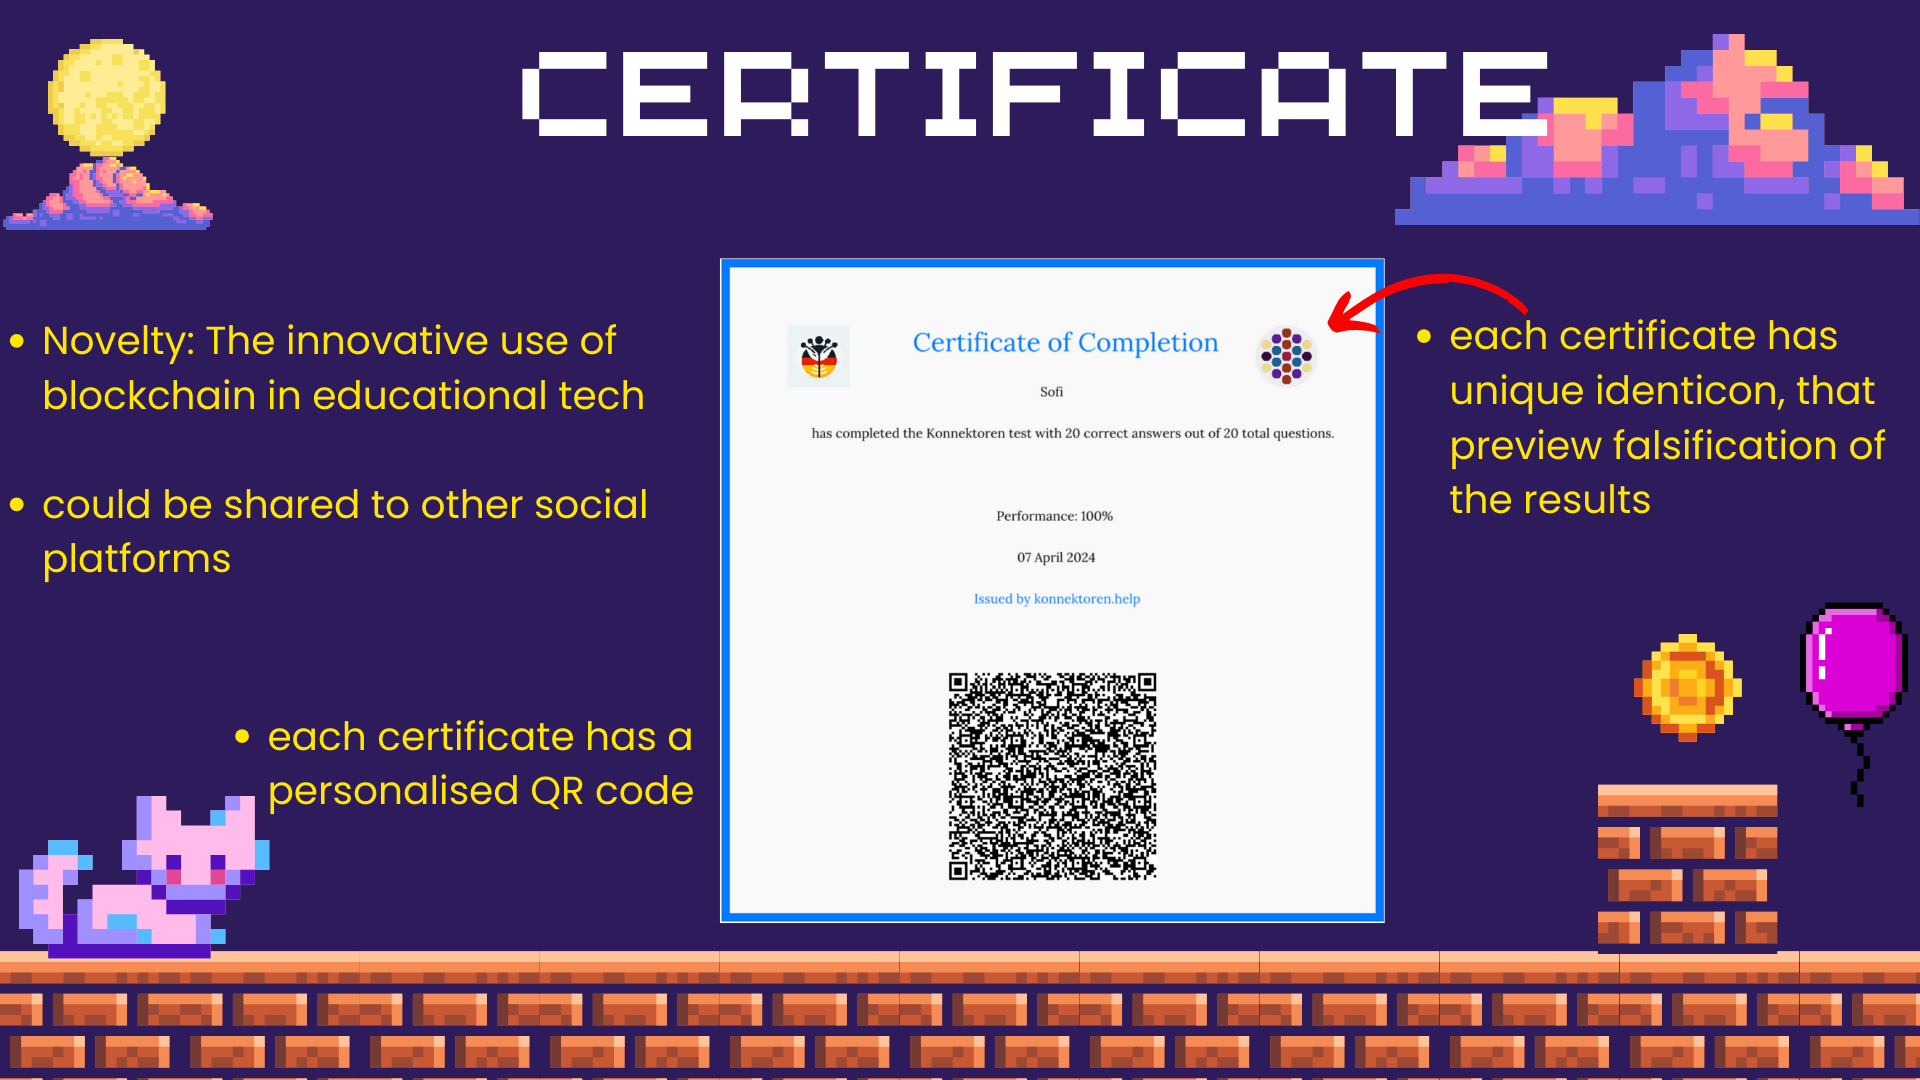 CERTIFICATE
• Novelty: The innovative use of
blockchain in educational tech
• could be shared to other social
platforms
• each certificate has a
personalised QR code
Certificate of Completion
Sofi
has completed the Konnektoren test with 20 correct answers out of 20 total questions.
Performance: 100%
07 April 2024
Issued by konnektoren.help
• each certificate has
unique identicon, that
preview falsification of
the results